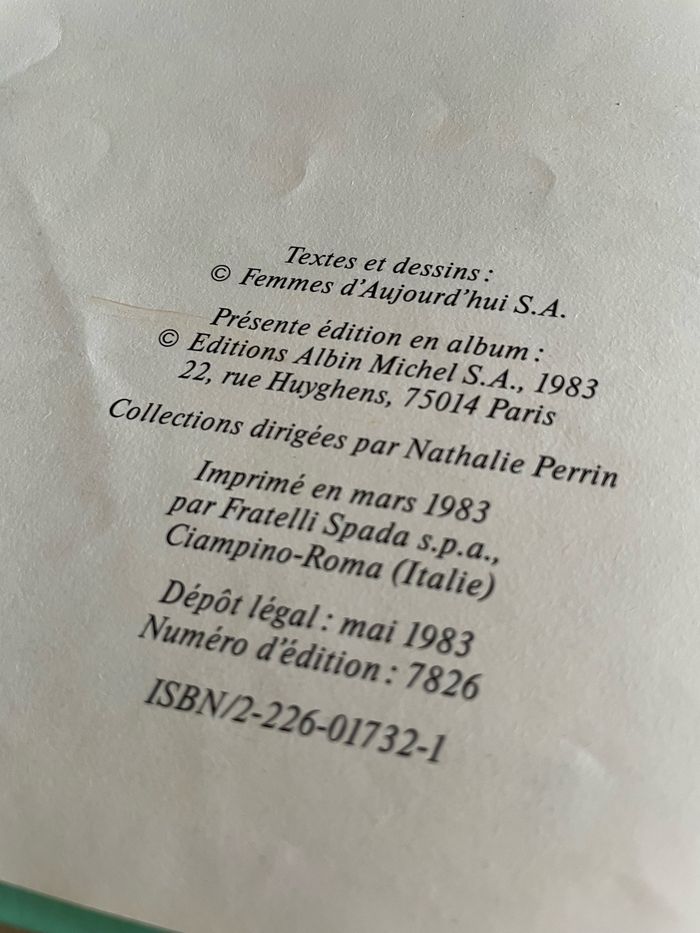 Textes et dessins :
© Femmes d'Aujourd'hui S.A.
Présente édition en album :
© Editions Albin Michel S.A., 1983
22, rue Huyghens, 75014 Paris
Collections dirigées par Nathalie Perrin
Imprimé en mars 1983
par Fratelli Spada s.p.a.,
Ciampino-Roma (Italie)
Dépôt légal : mai 1983
Numéro d'édition : 7826
ISBN/2-226-01732-1